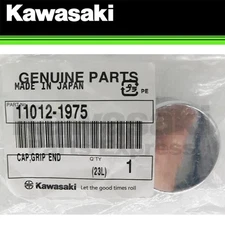 Kawasaki
GENUINE PARTS
MADE IN JAPAN
PE
11012-1975
CAP,GRIP END
Q'TY
(23L)
1
Kawasaki
Let the good times roll